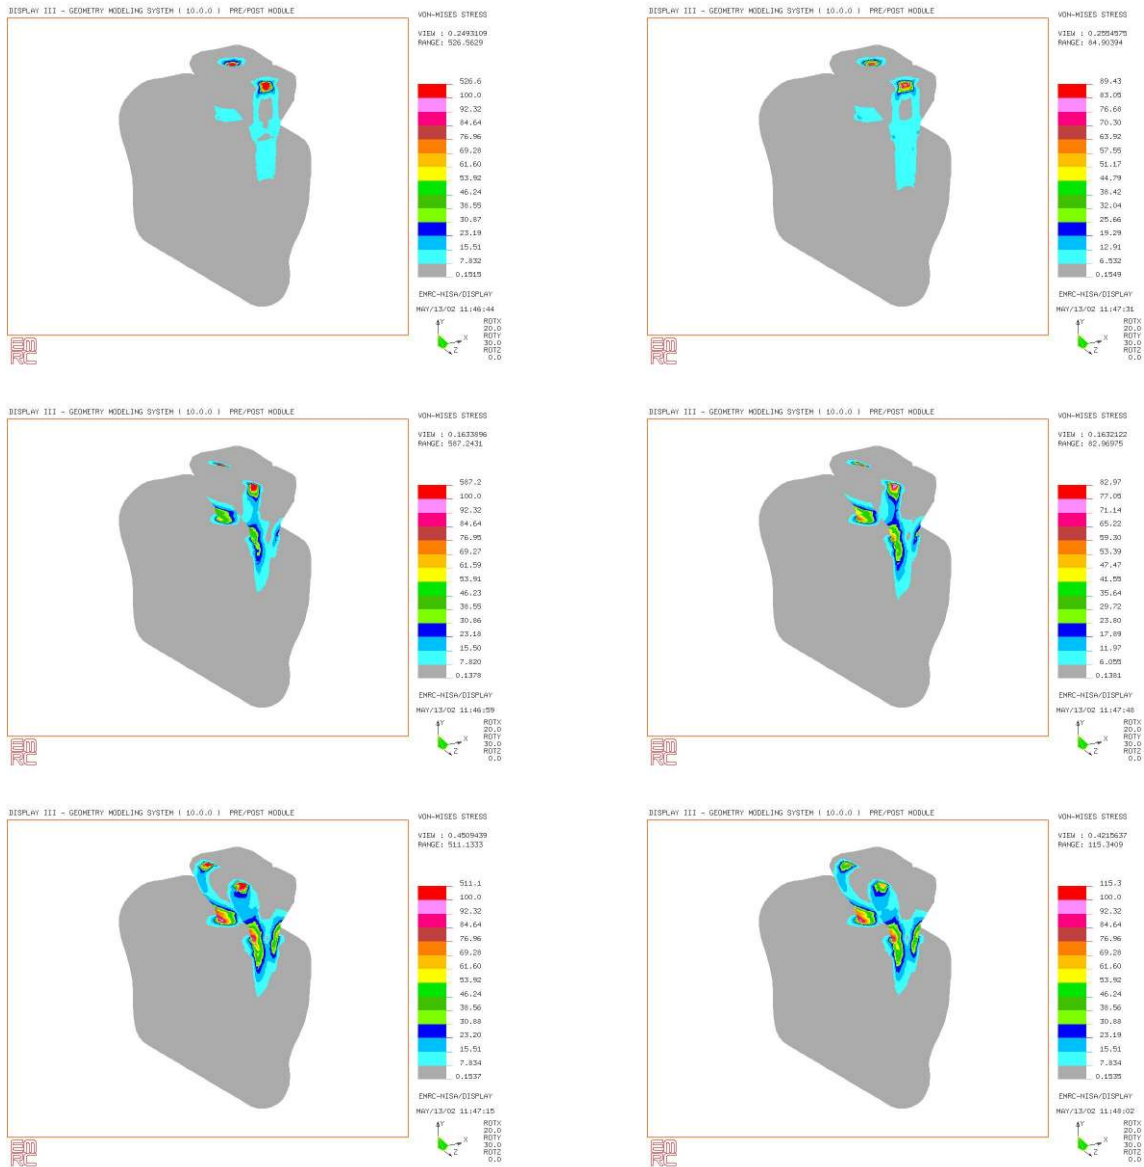 DISPLAY III - GEOMETRY MODELING SYSTEM ( 10.0.0 ) PRE/POST MODULE
VON-MISES STRESS
VIEW : 0.2493109
RANGE: 526.5629
526.6
100.0
92.32
84.64
76.96
69.28
61.60
53.92
46.24
38.55
30.87
23.19
15.51
7.832
0.1515
EMRC-NISA/DISPLAY
MAY/13/02 11:46:44
Y
X
Z
ROTX
20.0
ROTY
30.0
ROTZ
0.0
EMRC
DISPLAY III - GEOMETRY MODELING SYSTEM ( 10.0.0 ) PRE/POST MODULE
VON-MISES STRESS
VIEW : 0.2554575
RANGE: 84.90394
89.43
83.05
76.68
70.30
63.92
57.55
51.17
44.79
38.42
32.04
25.66
19.29
12.91
6.532
0.1549
EMRC-NISA/DISPLAY
MAY/13/02 11:47:31
Y
X
Z
ROTX
20.0
ROTY
30.0
ROTZ
0.0
EMRC
DISPLAY III - GEOMETRY MODELING SYSTEM ( 10.0.0 ) PRE/POST MODULE
VON-MISES STRESS
VIEW : 0.1633896
RANGE: 587.2431
587.2
100.0
92.32
84.64
76.95
69.27
61.59
53.91
46.23
38.55
30.86
23.18
15.50
7.820
0.1378
EMRC-NISA/DISPLAY
MAY/13/02 11:46:59
Y
X
Z
ROTX
20.0
ROTY
30.0
ROTZ
0.0
EMRC
DISPLAY III - GEOMETRY MODELING SYSTEM ( 10.0.0 ) PRE/POST MODULE
VON-MISES STRESS
VIEW : 0.1632122
RANGE: 82.96975
82.97
77.05
71.14
65.22
59.30
53.39
47.47
41.55
35.64
29.72
23.80
17.89
11.97
6.055
0.1381
EMRC-NISA/DISPLAY
MAY/13/02 11:47:48
Y
X
Z
ROTX
20.0
ROTY
30.0
ROTZ
0.0
EMRC
DISPLAY III - GEOMETRY MODELING SYSTEM ( 10.0.0 ) PRE/POST MODULE
VON-MISES STRESS
VIEW : 0.4509439
RANGE: 511.1333
511.1
100.0
92.32
84.64
76.96
69.28
61.60
53.92
46.24
38.56
30.88
23.20
15.51
7.834
0.1537
EMRC-NISA/DISPLAY
MAY/13/02 11:47:15
Y
X
Z
ROTX
20.0
ROTY
30.0
ROTZ
0.0
EMRC
DISPLAY III - GEOMETRY MODELING SYSTEM ( 10.0.0 ) PRE/POST MODULE
VON-MISES STRESS
VIEW : 0.4215637
RANGE: 115.3409
115.3
100.0
92.32
84.64
76.96
69.28
61.60
53.92
46.24
38.56
30.88
23.19
15.51
7.834
0.1535
EMRC-NISA/DISPLAY
MAY/13/02 11:48:02
Y
X
Z
ROTX
20.0
ROTY
30.0
ROTZ
0.0
EMRC